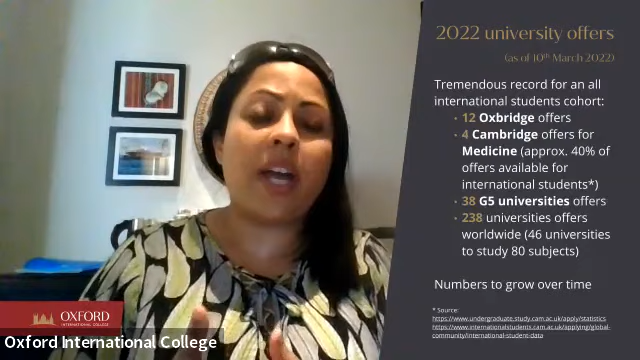 2022 university offers
(as of 10th March 2022)
Tremendous record for an all
international students cohort:
• 12 Oxbridge offers
• 4 Cambridge offers for
Medicine (approx. 40% of
offers available for
international students*)
• 38 G5 universities offers
• 238 universities offers
worldwide (46 universities
to study 80 subjects)
Numbers to grow over time
* Source:
https://www.undergraduate.study.cam.ac.uk/apply/statistics
https://www.internationalstudents.cam.ac.uk/applying/global-
community/international-student-data
OXFORD
INTERNATIONAL COLLEGE
Oxford International College